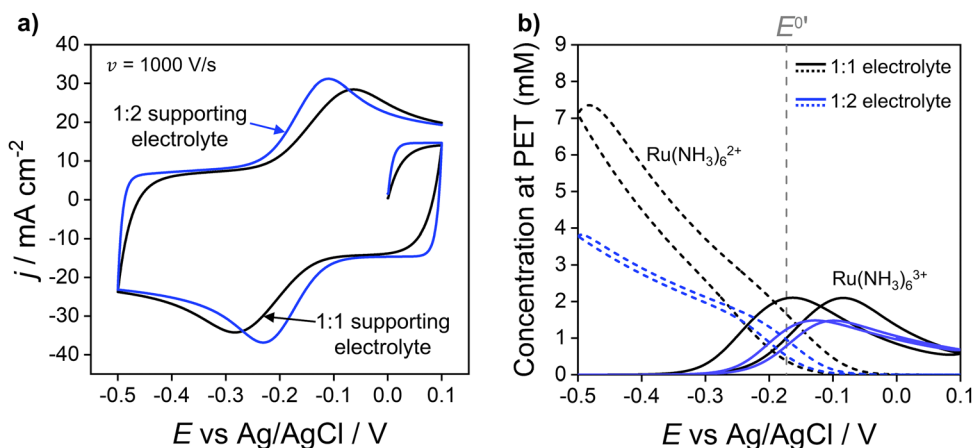 a)
40
30
20
10
0
-10
-20
-30
-40
j / mA cm-2
ν = 1000 V/s
1:2 supporting
electrolyte
1:1 supporting
electrolyte
-0.5 -0.4 -0.3 -0.2 -0.1 0.0 0.1
E vs Ag/AgCl / V
b)
E0'
9
8
7
6
5
4
3
2
1
0
Concentration at PET (mM)
1:1 electrolyte
1:2 electrolyte
Ru(NH3)62+
Ru(NH3)63+
-0.5 -0.4 -0.3 -0.2 -0.1 0.0 0.1
E vs Ag/AgCl / V